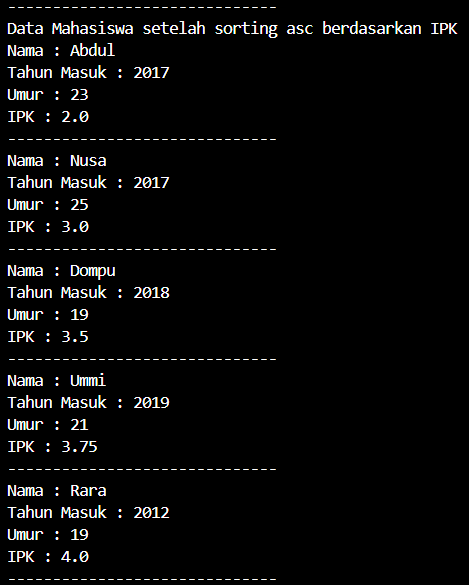 ------------------------------
Data Mahasiswa setelah sorting asc berdasarkan IPK
Nama : Abdul
Tahun Masuk : 2017
Umur : 23
IPK : 2.0
------------------------------
Nama : Nusa
Tahun Masuk : 2017
Umur : 25
IPK : 3.0
------------------------------
Nama : Dompu
Tahun Masuk : 2018
Umur : 19
IPK : 3.5
------------------------------
Nama : Ummi
Tahun Masuk : 2019
Umur : 21
IPK : 3.75
------------------------------
Nama : Rara
Tahun Masuk : 2012
Umur : 19
IPK : 4.0
------------------------------